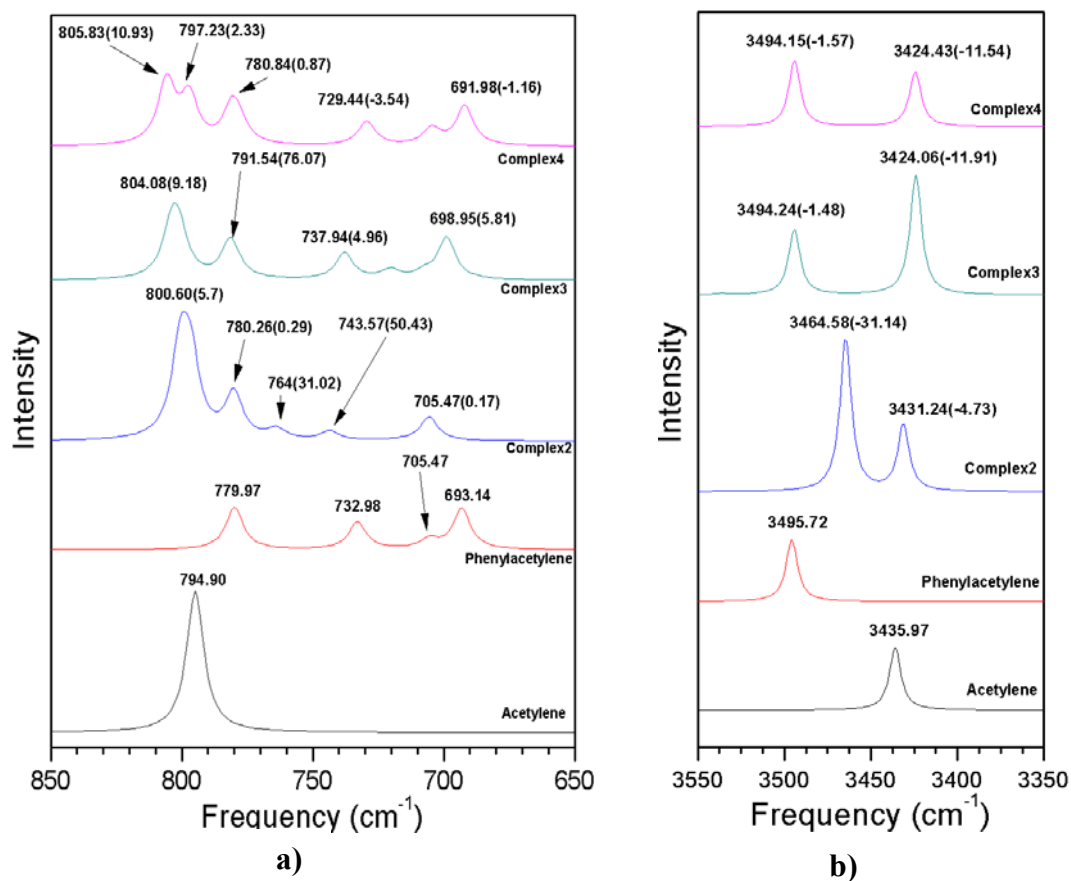 805.83(10.93)
797.23(2.33)
780.84(0.87)
729.44(-3.54)
691.98(-1.16)
Complex4
804.08(9.18)
791.54(76.07)
737.94(4.96)
698.95(5.81)
Complex3
800.60(5.7)
780.26(0.29)
764(31.02)
743.57(50.43)
705.47(0.17)
Complex2
779.97
732.98
705.47
693.14
Phenylacetylene
794.90
Acetylene
Intensity
850 800 750 700 650
Frequency (cm-1)
a)
3494.15(-1.57)
3424.43(-11.54)
Complex4
3494.24(-1.48)
3424.06(-11.91)
Complex3
3464.58(-31.14)
3431.24(-4.73)
Complex2
3495.72
Phenylacetylene
3435.97
Acetylene
Intensity
3550 3500 3450 3400 3350
Frequency (cm-1)
b)